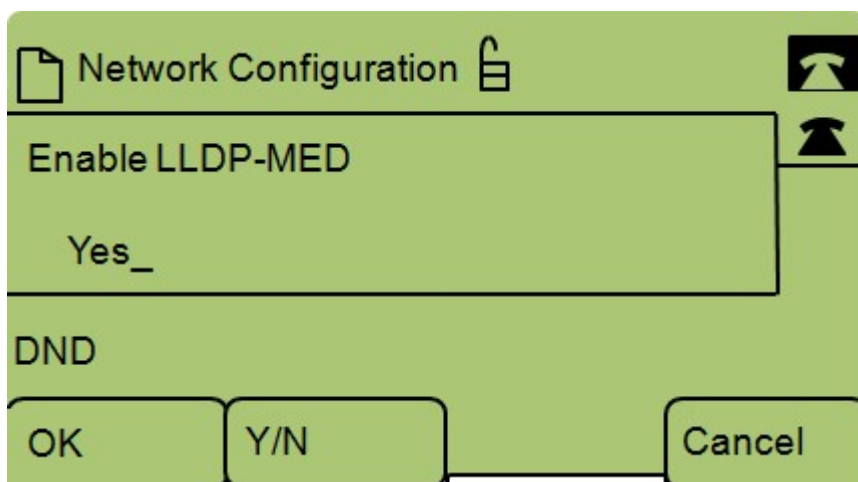 Network Configuration
Enable LLDP-MED
Yes_
DND
OK Y/N Cancel